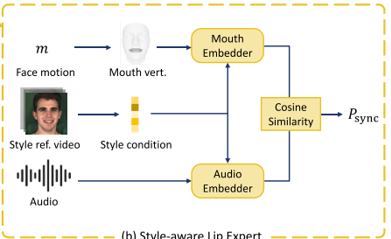 m
Face motion
Mouth vert.
Mouth
Embedder
Style ref. video
Style condition
Cosine
Similarity
P_sync
Audio
Audio
Embedder
(b) Style-aware Lip Expert